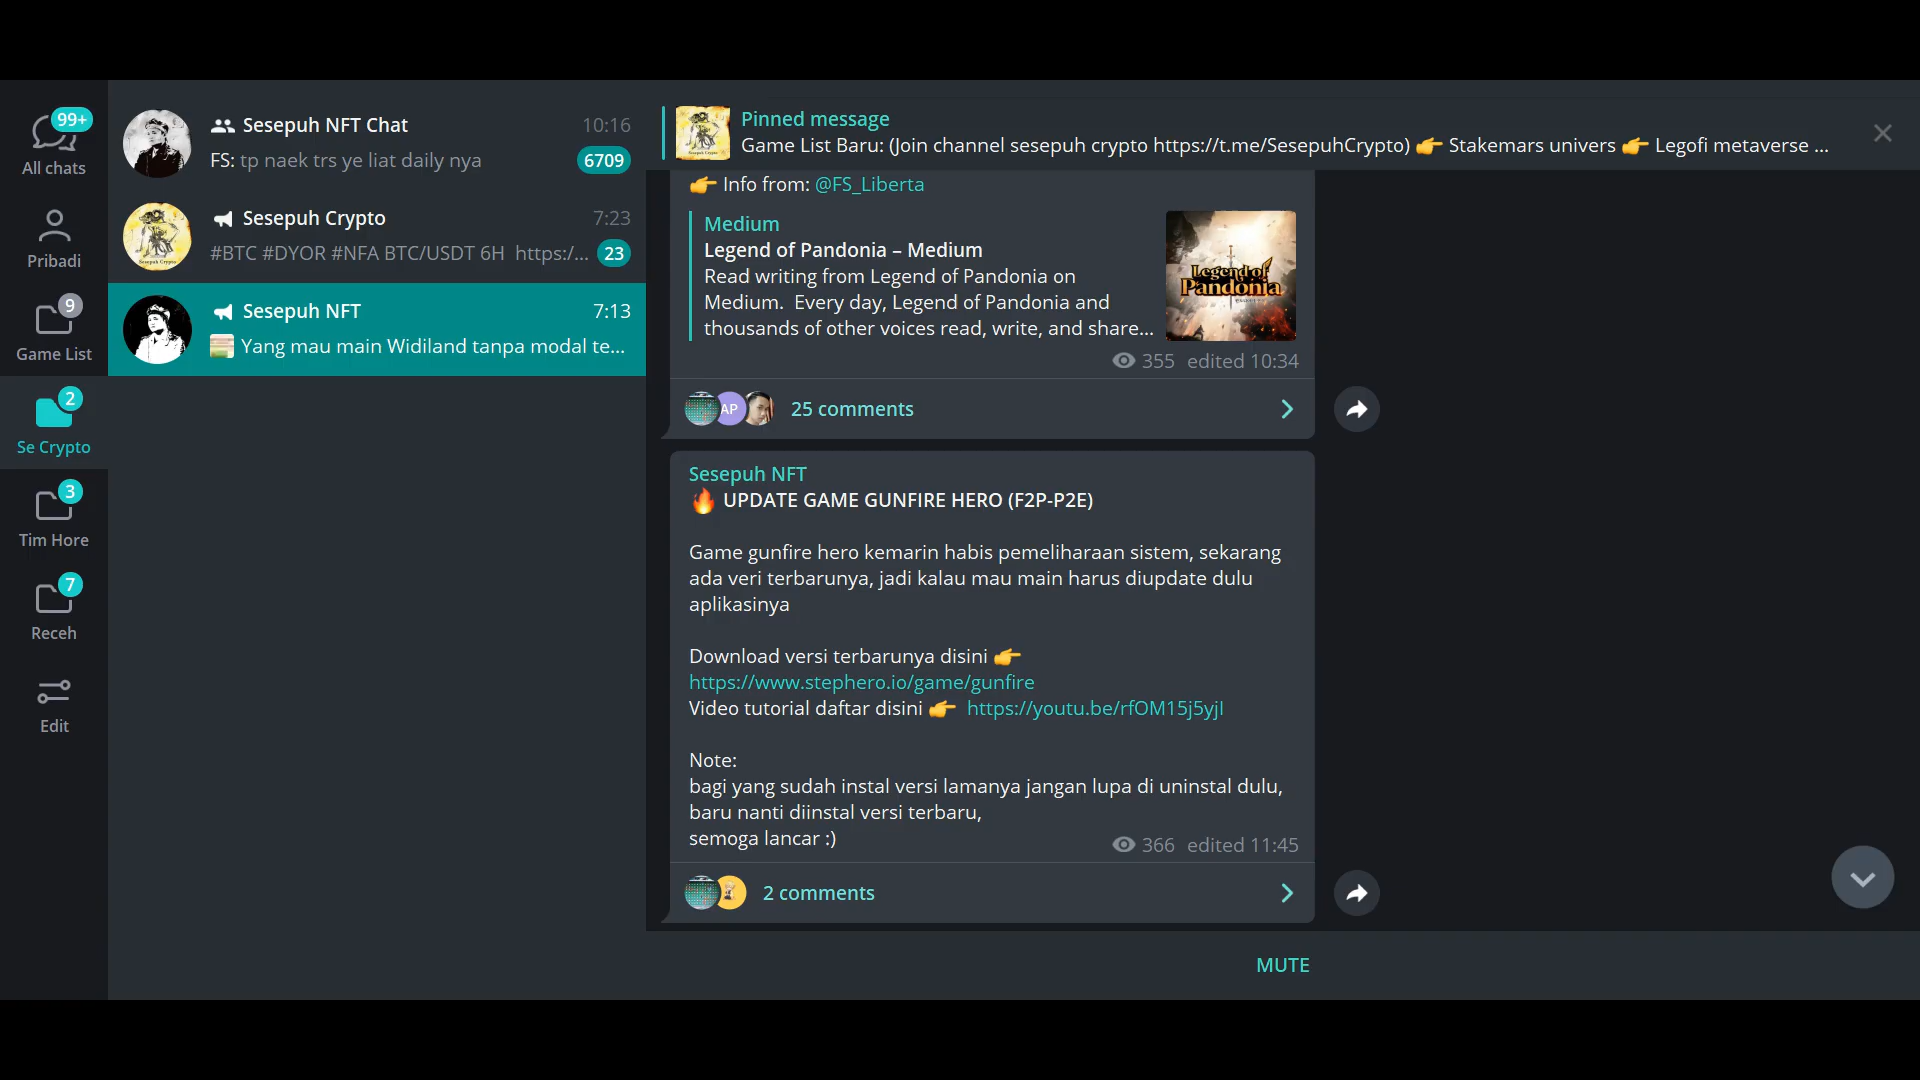 99+
All chats
Pribadi
9
Game List
2
Se Crypto
3
Tim Hore
7
Receh
Edit
Sesepuh NFT Chat 10:16
FS: tp naek trs ye liat daily nya 6709
Sesepuh Crypto 7:23
#BTC #DYOR #NFA BTC/USDT 6H https:/... 23
Sesepuh NFT 7:13
Yang mau main Widiland tanpa modal te...
Pinned message
Game List Baru: (Join channel sesepuh crypto https://t.me/SesepuhCrypto) 👉 Stakemars univers 👉 Legofi metaverse ...
👉 Info from: @FS_Liberta
Medium
Legend of Pandonia – Medium
Read writing from Legend of Pandonia on
Medium. Every day, Legend of Pandonia and
thousands of other voices read, write, and share...
Legend of
Pandonia
355 edited 10:34
AP
25 comments
Sesepuh NFT
🔥 UPDATE GAME GUNFIRE HERO (F2P-P2E)
Game gunfire hero kemarin habis pemeliharaan sistem, sekarang
ada veri terbarunya, jadi kalau mau main harus diupdate dulu
aplikasinya
Download versi terbarunya disini 👉
https://www.stephero.io/game/gunfire
Video tutorial daftar disini 👉 https://youtu.be/rfOM15j5yjI
Note:
bagi yang sudah instal versi lamanya jangan lupa di uninstal dulu,
baru nanti diinstal versi terbaru,
semoga lancar :)
366 edited 11:45
2 comments
MUTE